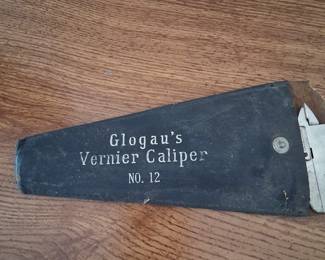 Glogau's
Vernier Caliper
NO. 12